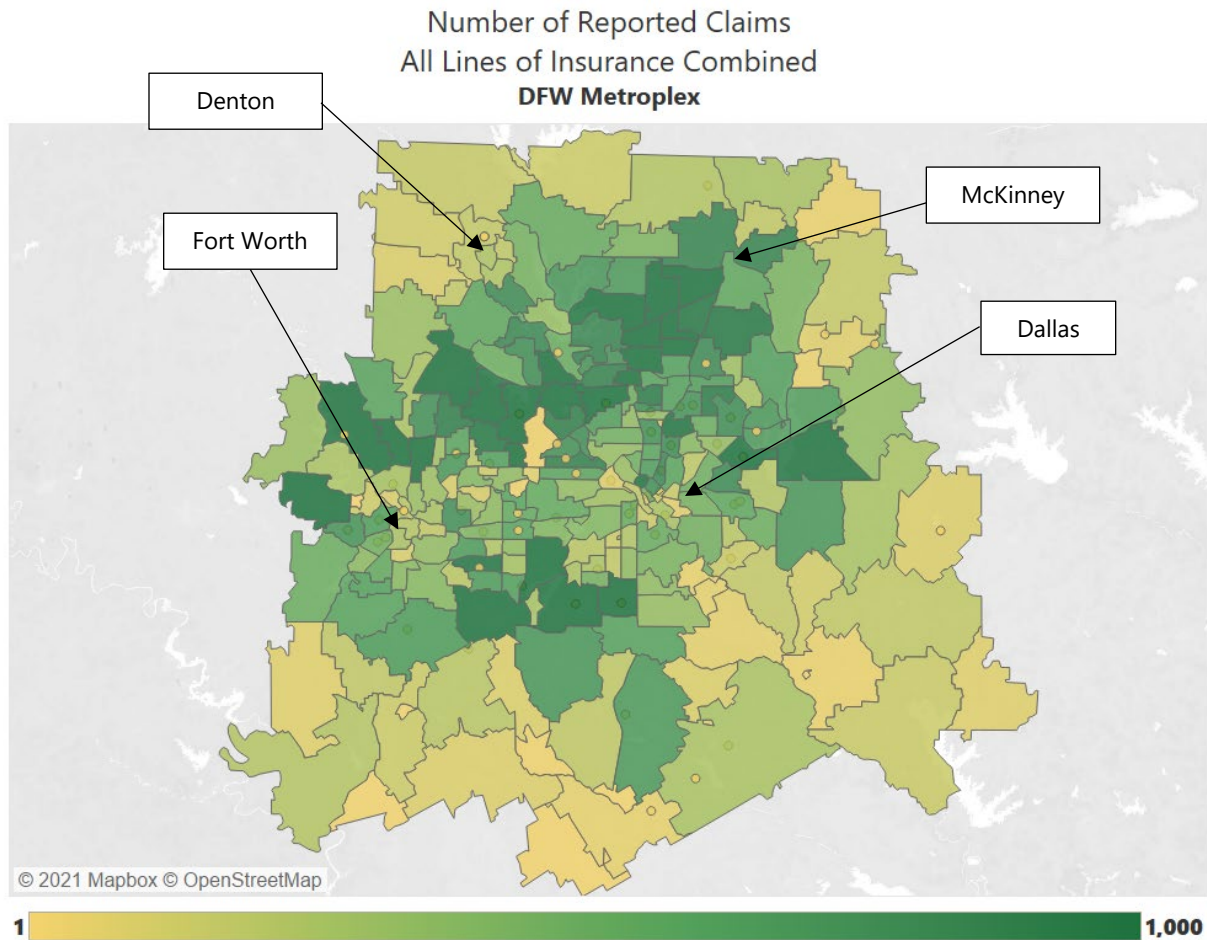 Number of Reported Claims
All Lines of Insurance Combined
DFW Metroplex
Denton
McKinney
Fort Worth
Dallas
© 2021 Mapbox © OpenStreetMap
1
1,000